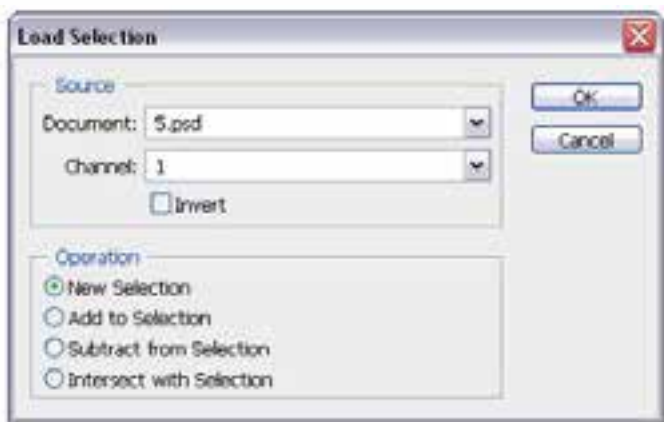 Load Selection
Source
Document: 5.psd
Channel: 1
Invert
OK
Cancel
Operation
New Selection
Add to Selection
Subtract from Selection
Intersect with Selection